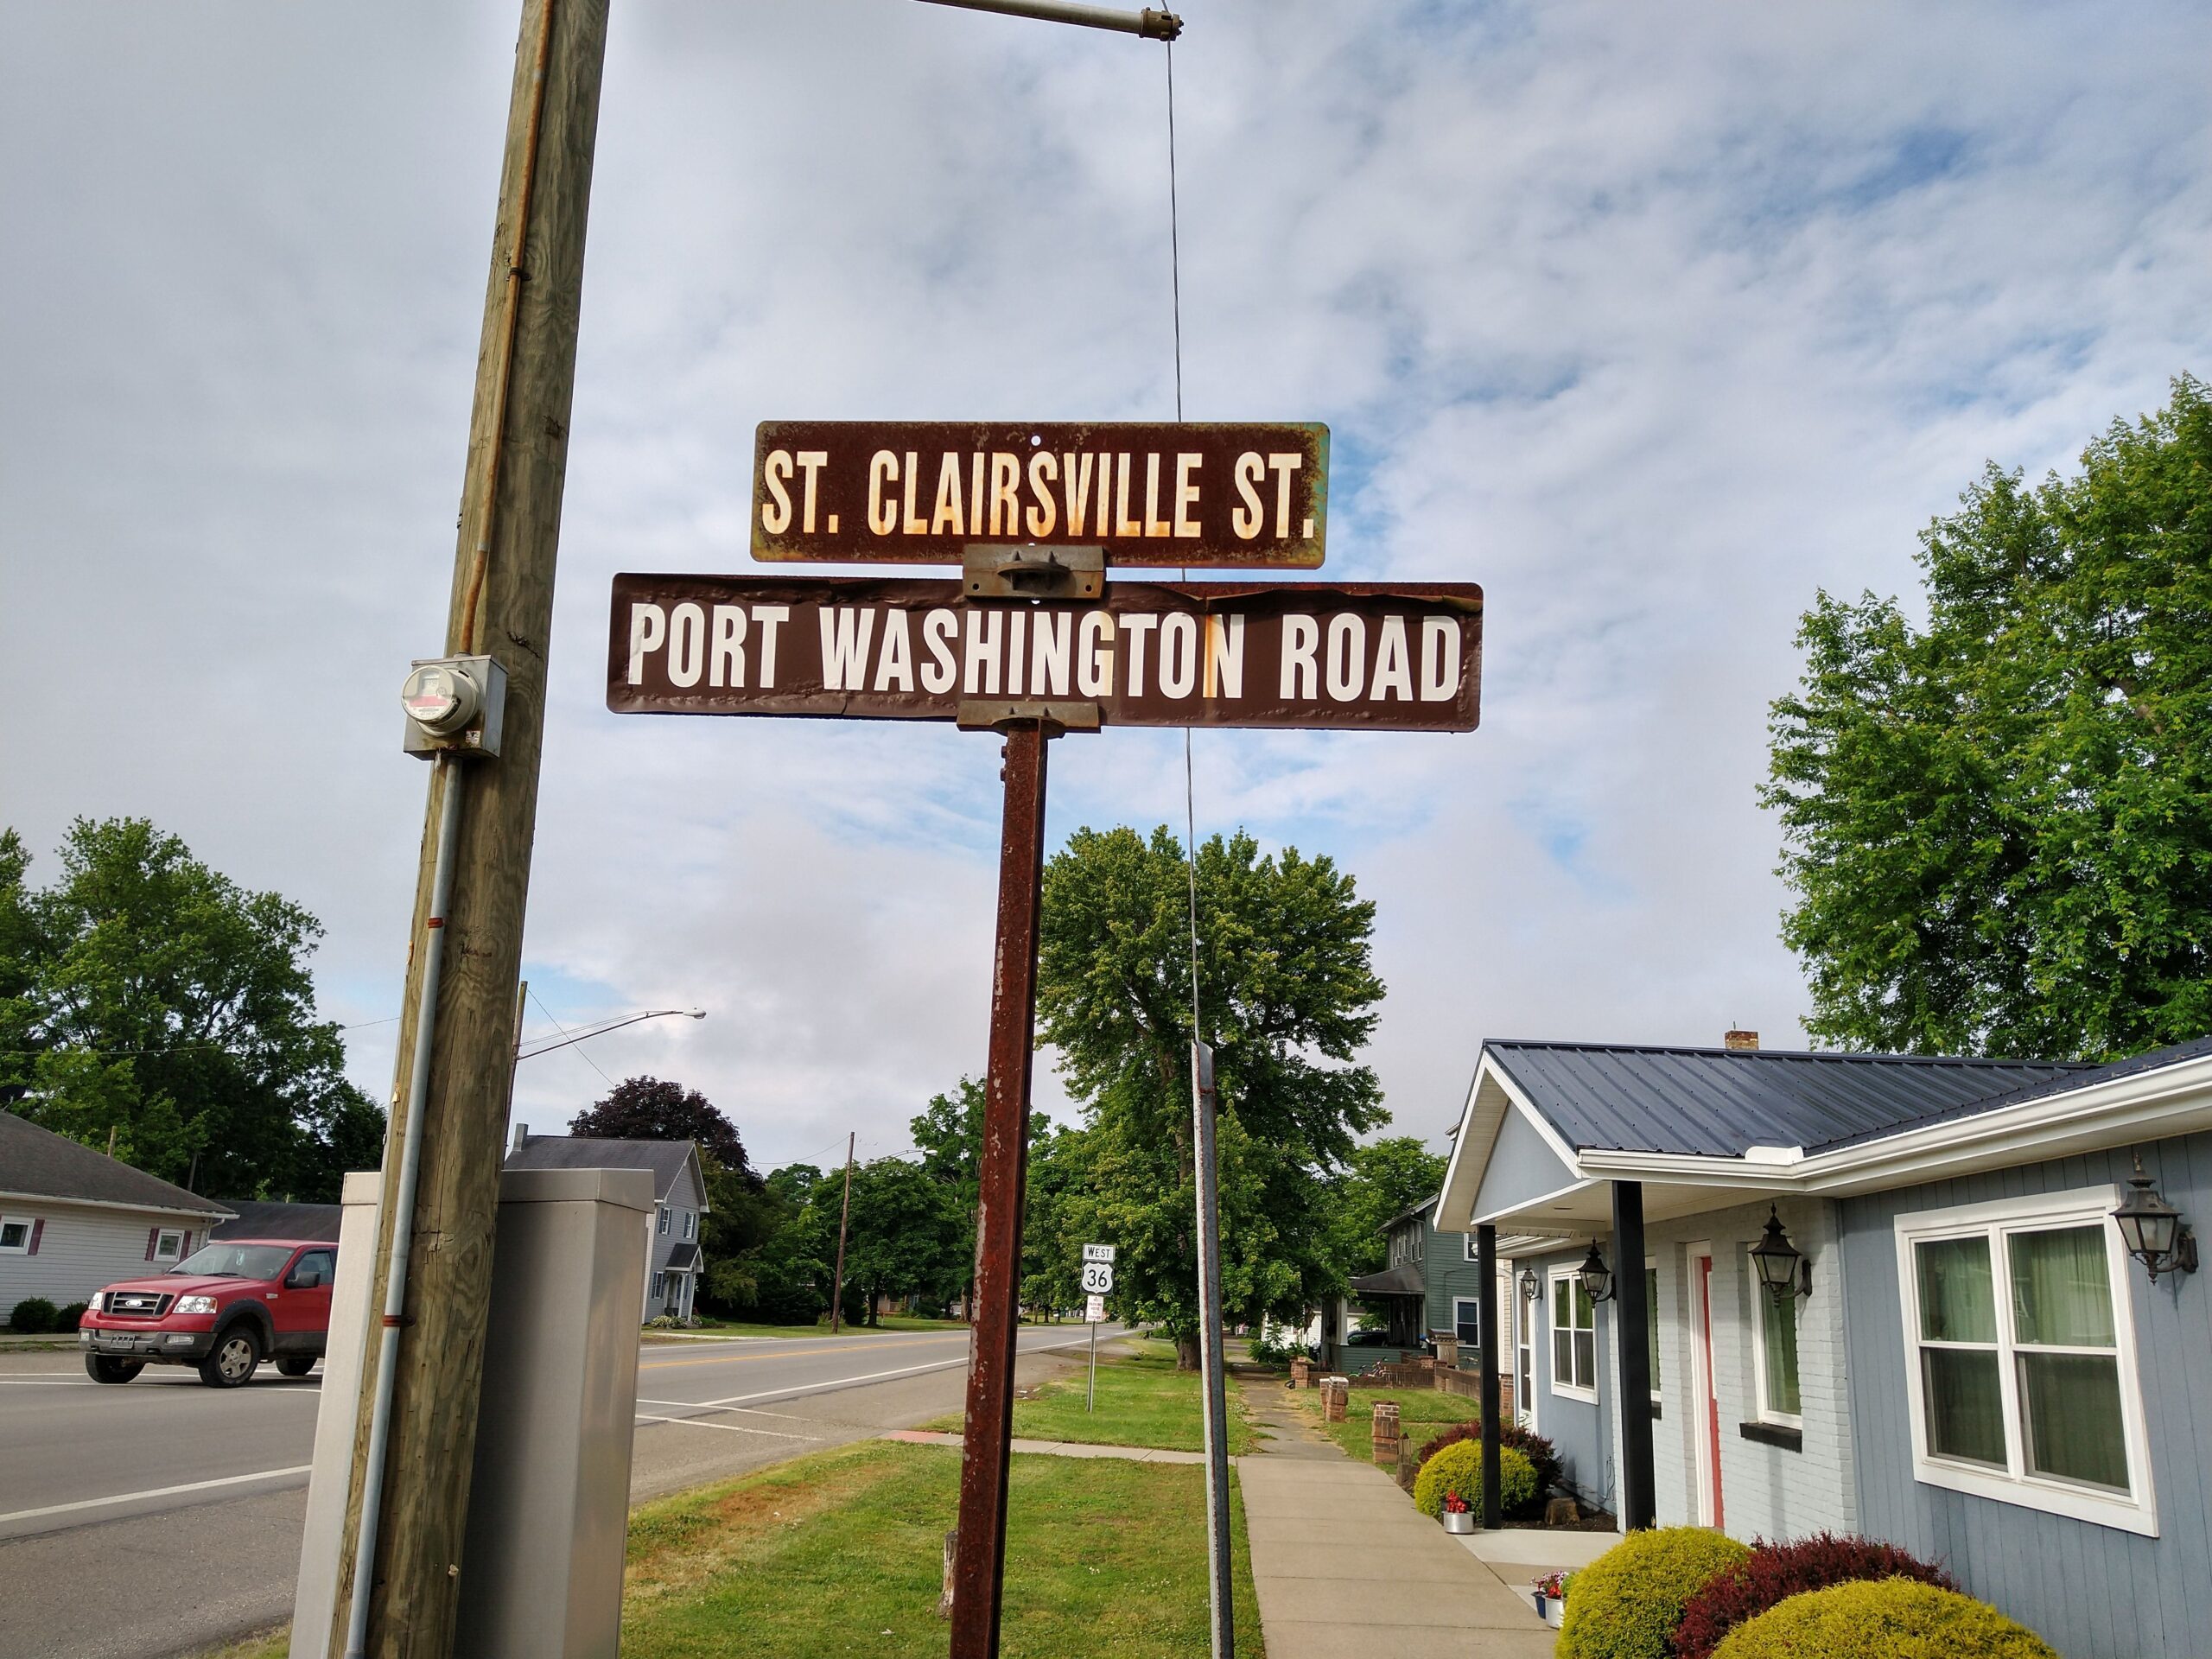 ST. CLAIRSVILLE ST.
PORT WASHINGTON ROAD
WEST
36